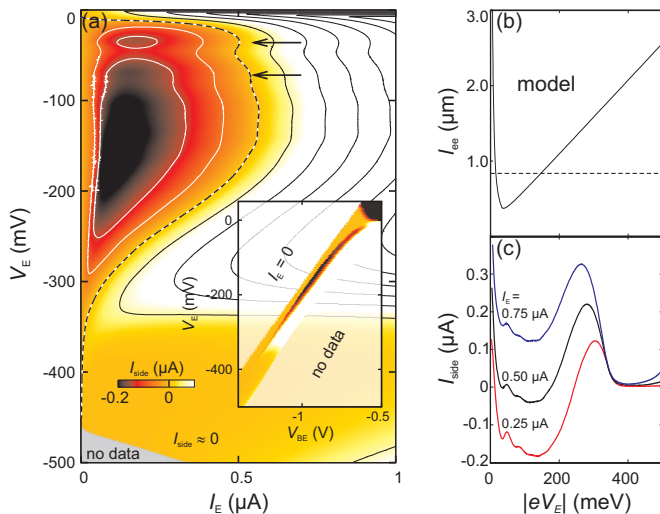 (a)
0
-100
-200
-300
-400
-500
V_E (mV)
0
0.5
1
I_E (µA)
I_side (µA)
-0.2
0
I_side ≈ 0
no data
0
-200
-400
V_E (mV)
I_E = 0
no data
-1
-0.5
V_BE (V)
(b)
model
2.4
1.6
0.8
l_ee (µm)
(c)
0.3
0.2
0.1
0
-0.1
-0.2
I_side (µA)
I_E =
0.75 µA
0.50 µA
0.25 µA
0
200
400
|eV_E| (meV)